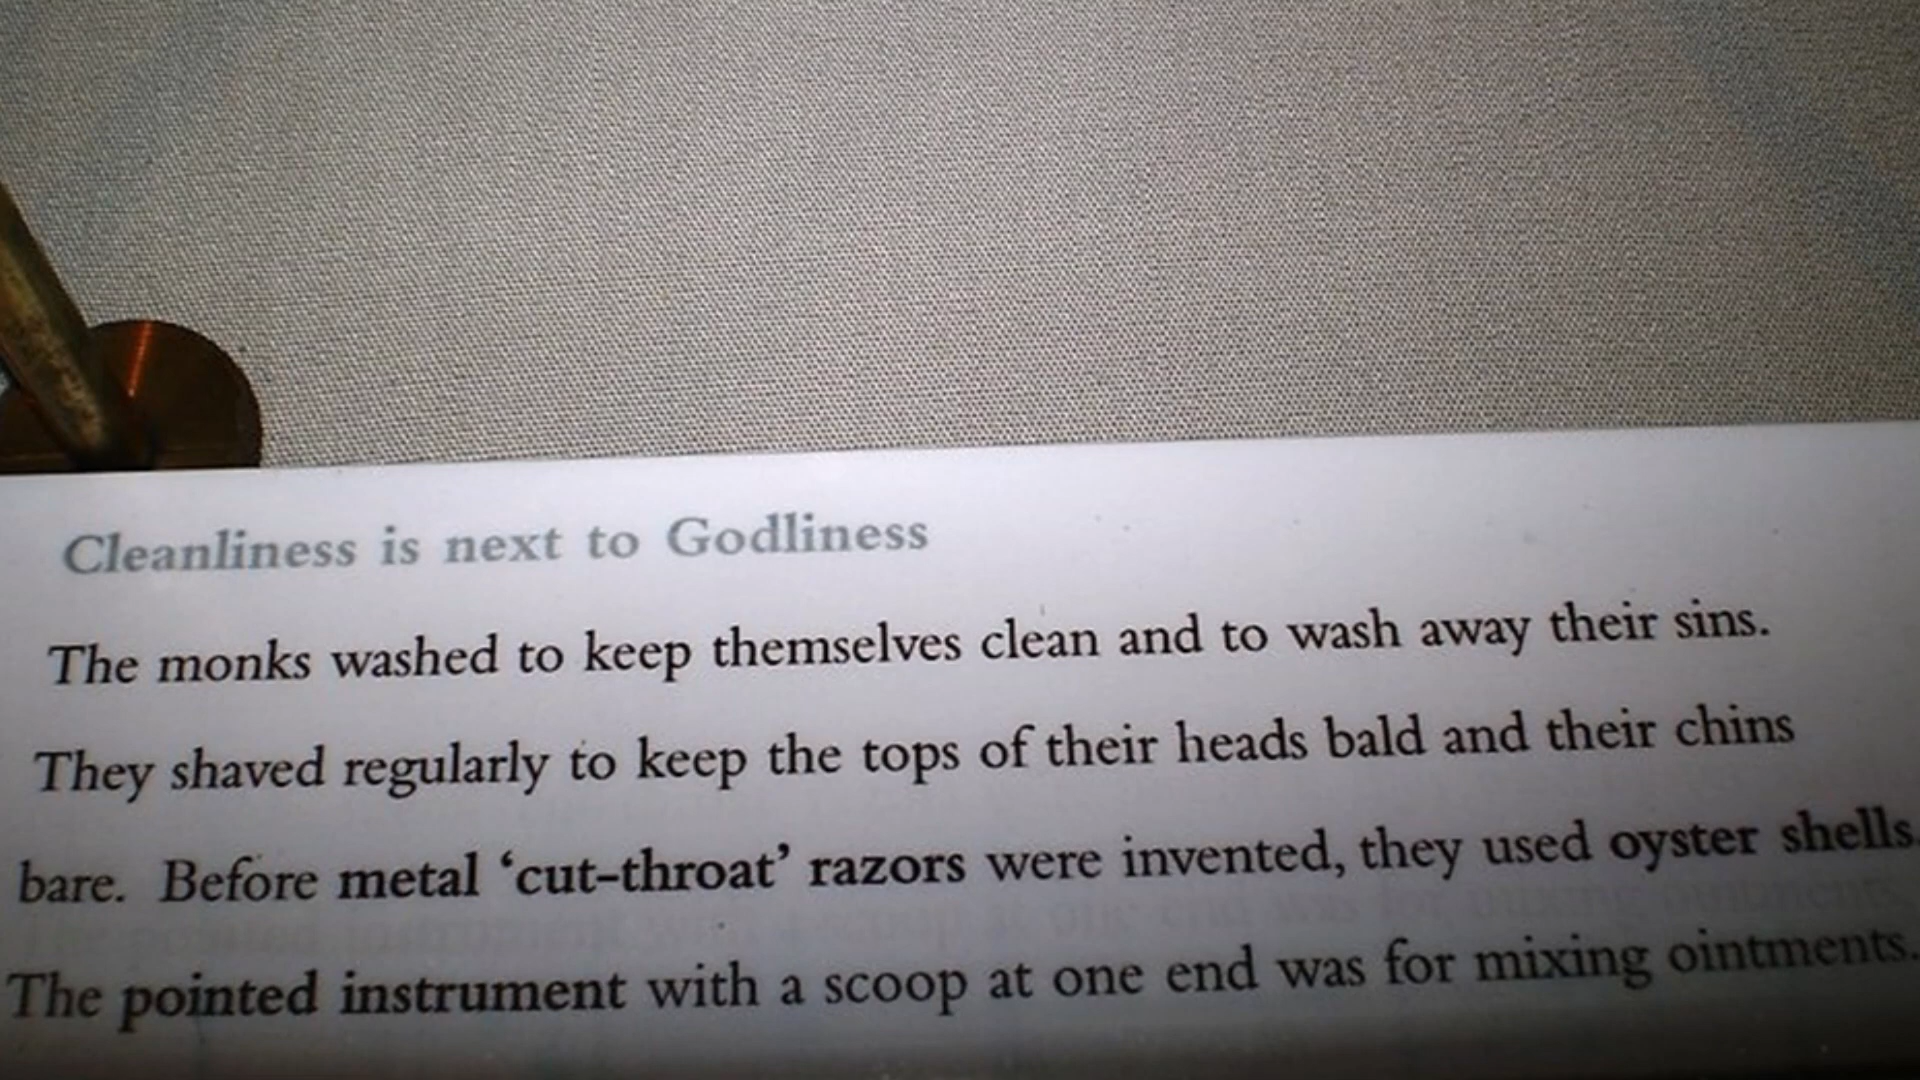 Cleanliness is next to Godliness
The monks washed to keep themselves clean and to wash away their sins.
They shaved regularly to keep the tops of their heads bald and their chins
bare. Before metal ‘cut-throat’ razors were invented, they used oyster shells.
The pointed instrument with a scoop at one end was for mixing ointments.